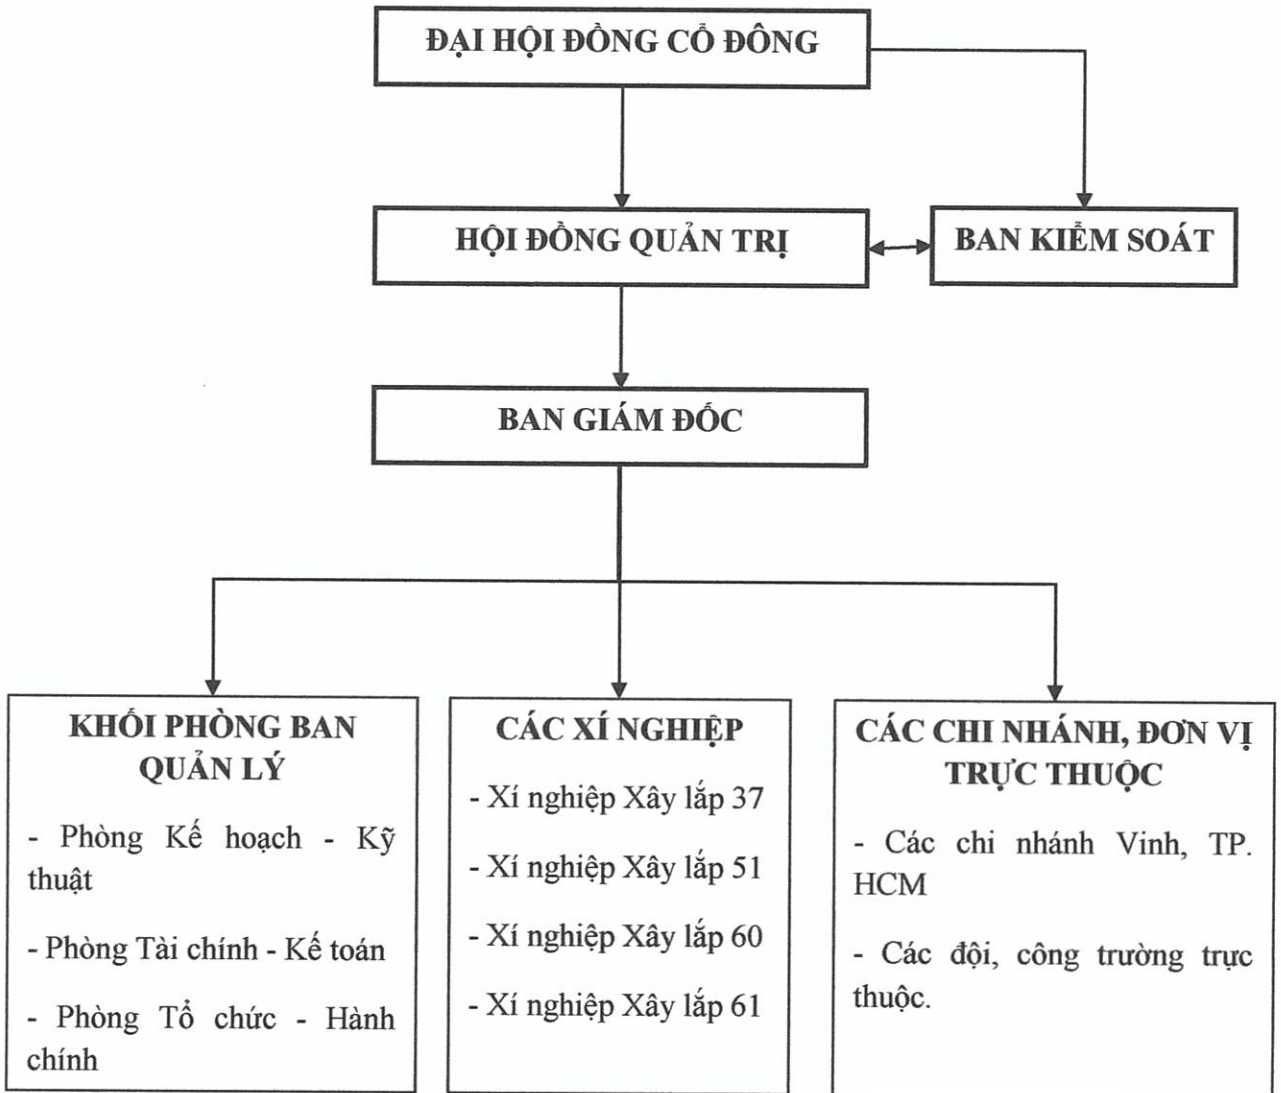 ĐẠI HỘI ĐỒNG CỔ ĐÔNG
HỘI ĐỒNG QUẢN TRỊ
BAN KIỂM SOÁT
BAN GIÁM ĐỐC
KHỐI PHÒNG BAN
QUẢN LÝ
- Phòng Kế hoạch - Kỹ
thuật
- Phòng Tài chính - Kế toán
- Phòng Tổ chức - Hành
chính
CÁC XÍ NGHIỆP
- Xí nghiệp Xây lắp 37
- Xí nghiệp Xây lắp 51
- Xí nghiệp Xây lắp 60
- Xí nghiệp Xây lắp 61
CÁC CHI NHÁNH, ĐƠN VỊ
TRỰC THUỘC
- Các chi nhánh Vinh, TP.
HCM
- Các đội, công trường trực
thuộc.